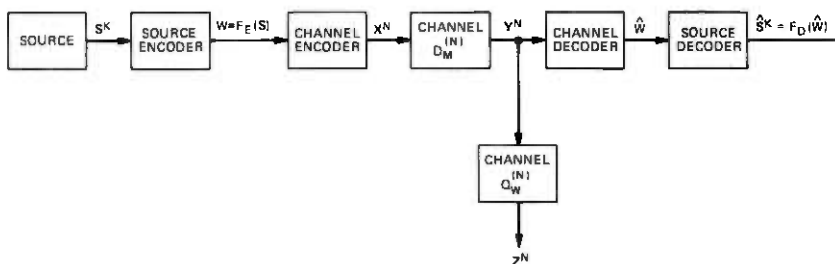 SOURCE
S^K
SOURCE ENCODER
W=F_E(S)
CHANNEL ENCODER
X^N
CHANNEL D_M^(N)
Y^N
CHANNEL DECODER
Ŵ
SOURCE DECODER
Ŝ^K = F_D(Ŵ)
CHANNEL Q_W^(N)
Z^N